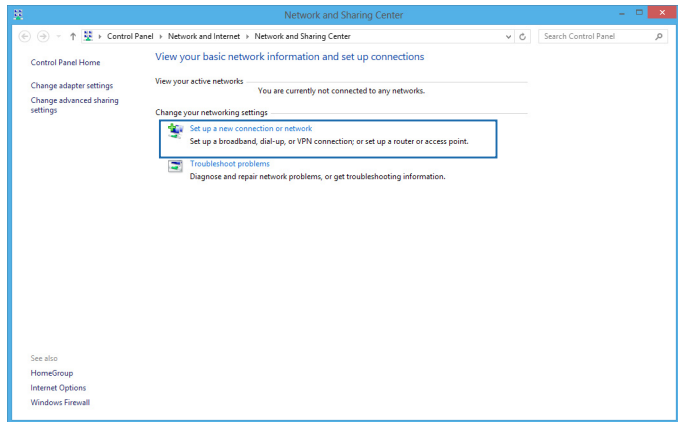 Network and Sharing Center
Control Panel Network and Internet Network and Sharing Center
Search Control Panel
Control Panel Home
Change adapter settings
Change advanced sharing
settings
View your basic network information and set up connections
View your active networks
You are currently not connected to any networks.
Change your networking settings
Set up a new connection or network
Set up a broadband, dial-up, or VPN connection; or set up a router or access point.
Troubleshoot problems
Diagnose and repair network problems, or get troubleshooting information.
See also
HomeGroup
Internet Options
Windows Firewall